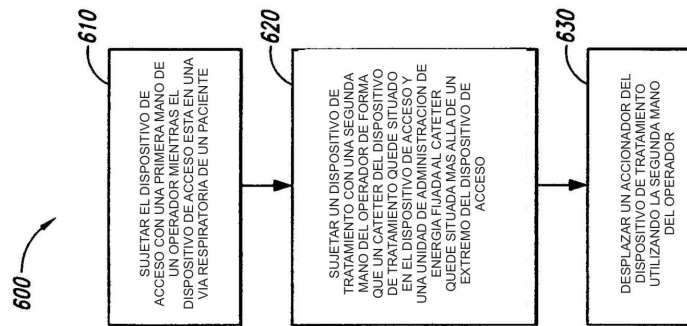 600
610
SUJETAR EL DISPOSITIVO DE
ACCESO CON UNA PRIMERA MANO DE
UN OPERADOR MIENTRAS EL
DISPOSITIVO DE ACCESO ESTA EN UNA
VIA RESPIRATORIA DE UN PACIENTE
620
SUJETAR UN DISPOSITIVO DE
TRATAMIENTO CON UNA SEGUNDA
MANO DEL OPERADOR DE FORMA
QUE UN CATETER DEL DISPOSITIVO
DE TRATAMIENTO QUEDE SITUADO
EN EL DISPOSITIVO DE ACCESO Y
UNA UNIDAD DE ADMINISTRACION DE
ENERGIA FIJADA AL CATETER
QUEDE SITUADA MAS ALLA DE UN
EXTREMO DEL DISPOSITIVO DE
ACCESO
630
DESPLAZAR UN ACCIONADOR DEL
DISPOSITIVO DE TRATAMIENTO
UTILIZANDO LA SEGUNDA MANO
DEL OPERADOR